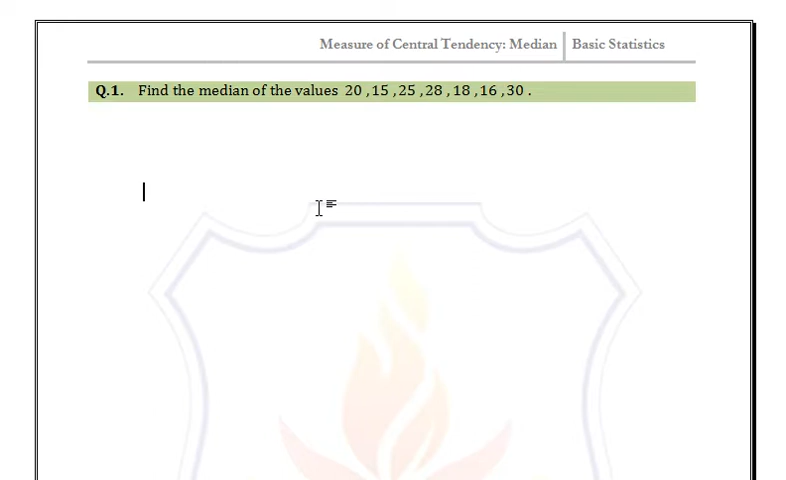 Measure of Central Tendency: Median Basic Statistics
Q.1. Find the median of the values 20 ,15 ,25 ,28 ,18 ,16 ,30 .